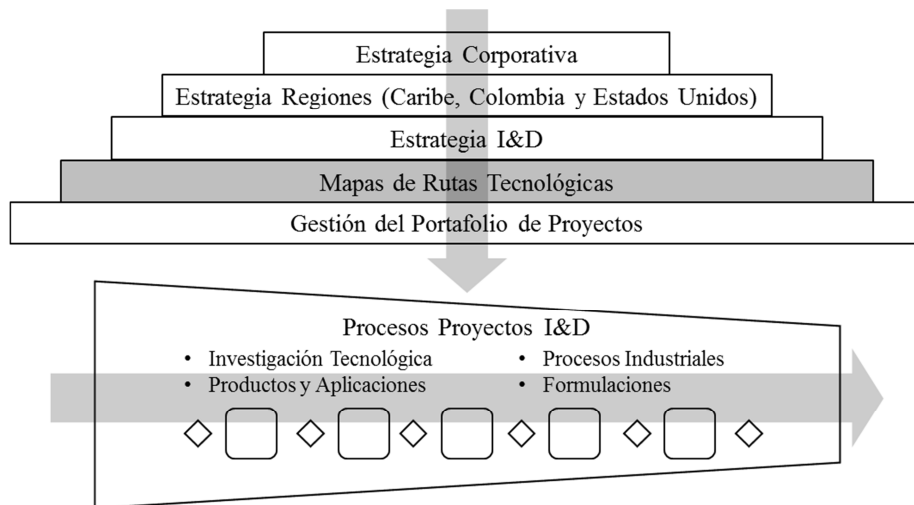 Estrategia Corporativa
Estrategia Regiones (Caribe, Colombia y Estados Unidos)
Estrategia I&D
Mapas de Rutas Tecnológicas
Gestión del Portafolio de Proyectos
Procesos Proyectos I&D
• Investigación Tecnológica
• Productos y Aplicaciones
• Procesos Industriales
• Formulaciones